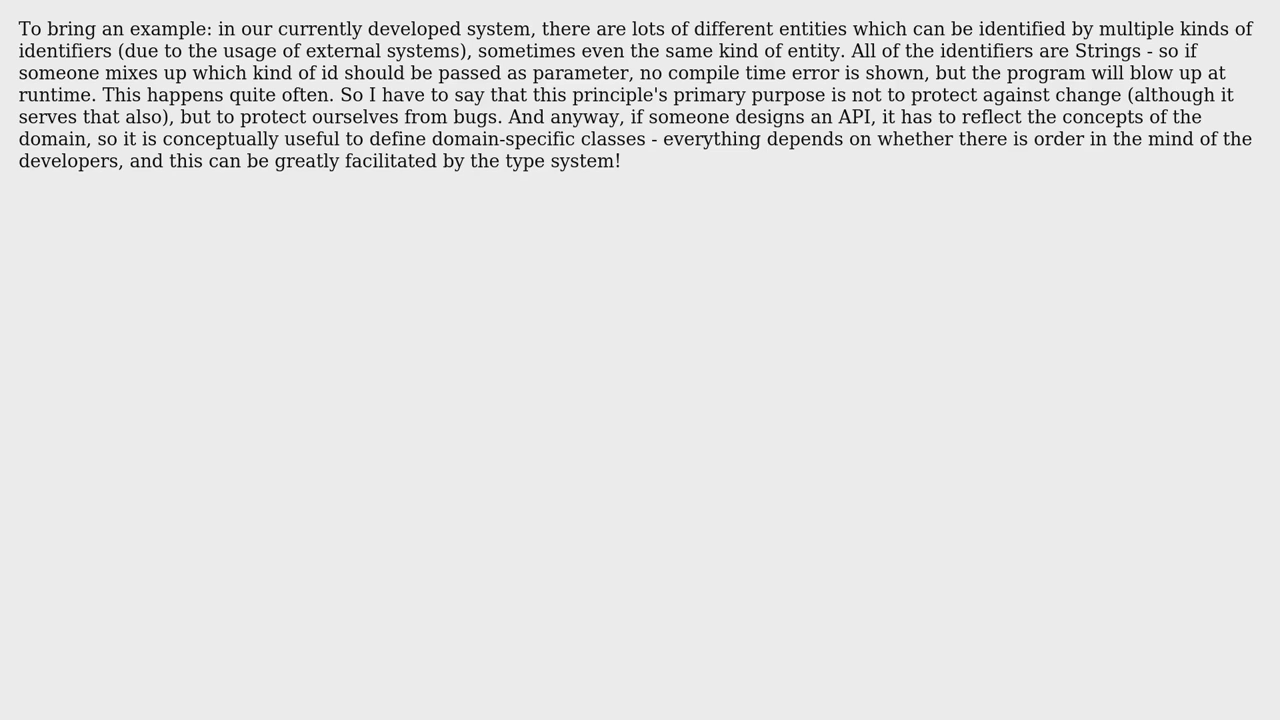 To bring an example: in our currently developed system, there are lots of different entities which can be identified by multiple kinds of
identifiers (due to the usage of external systems), sometimes even the same kind of entity. All of the identifiers are Strings - so if
someone mixes up which kind of id should be passed as parameter, no compile time error is shown, but the program will blow up at
runtime. This happens quite often. So I have to say that this principle's primary purpose is not to protect against change (although it
serves that also), but to protect ourselves from bugs. And anyway, if someone designs an API, it has to reflect the concepts of the
domain, so it is conceptually useful to define domain-specific classes - everything depends on whether there is order in the mind of the
developers, and this can be greatly facilitated by the type system!